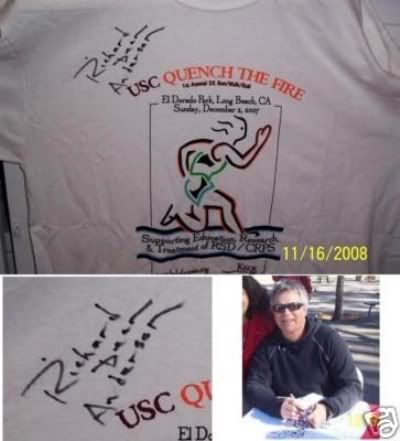 Richard
Dean
Anderson
USC QUENCH THE FIRE
1st Annual 5K Run/Walk/Roll
El Dorado Park, Long Beach, CA
Sunday, December 2, 2007
Supporting Education, Research
& Treatment of RSD/CRPS
11/16/2008
Richard
Dean
Anderson
USC QU
El D